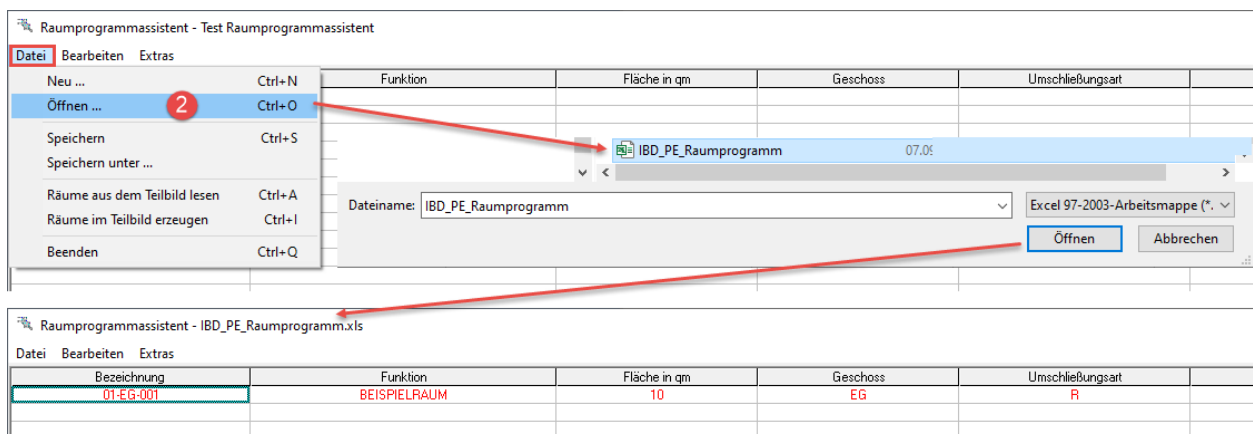 Raumprogrammassistent - Test Raumprogrammassistent
Datei Bearbeiten Extras
Funktion Fläche in qm Geschoss Umschließungsart
Neu ... Ctrl+N
Öffnen ... 2 Ctrl+O
Speichern Ctrl+S
Speichern unter ...
Räume aus dem Teilbild lesen Ctrl+A
Räume im Teilbild erzeugen Ctrl+I
Beenden Ctrl+Q
IBD_PE_Raumprogramm 07.09
Dateiname: IBD_PE_Raumprogramm Excel 97-2003-Arbeitsmappe (*.
Öffnen Abbrechen
Raumprogrammassistent - IBD_PE_Raumprogramm.xls
Datei Bearbeiten Extras
Bezeichnung Funktion Fläche in qm Geschoss Umschließungsart
01-EG-001 BEISPIELRAUM 10 EG R